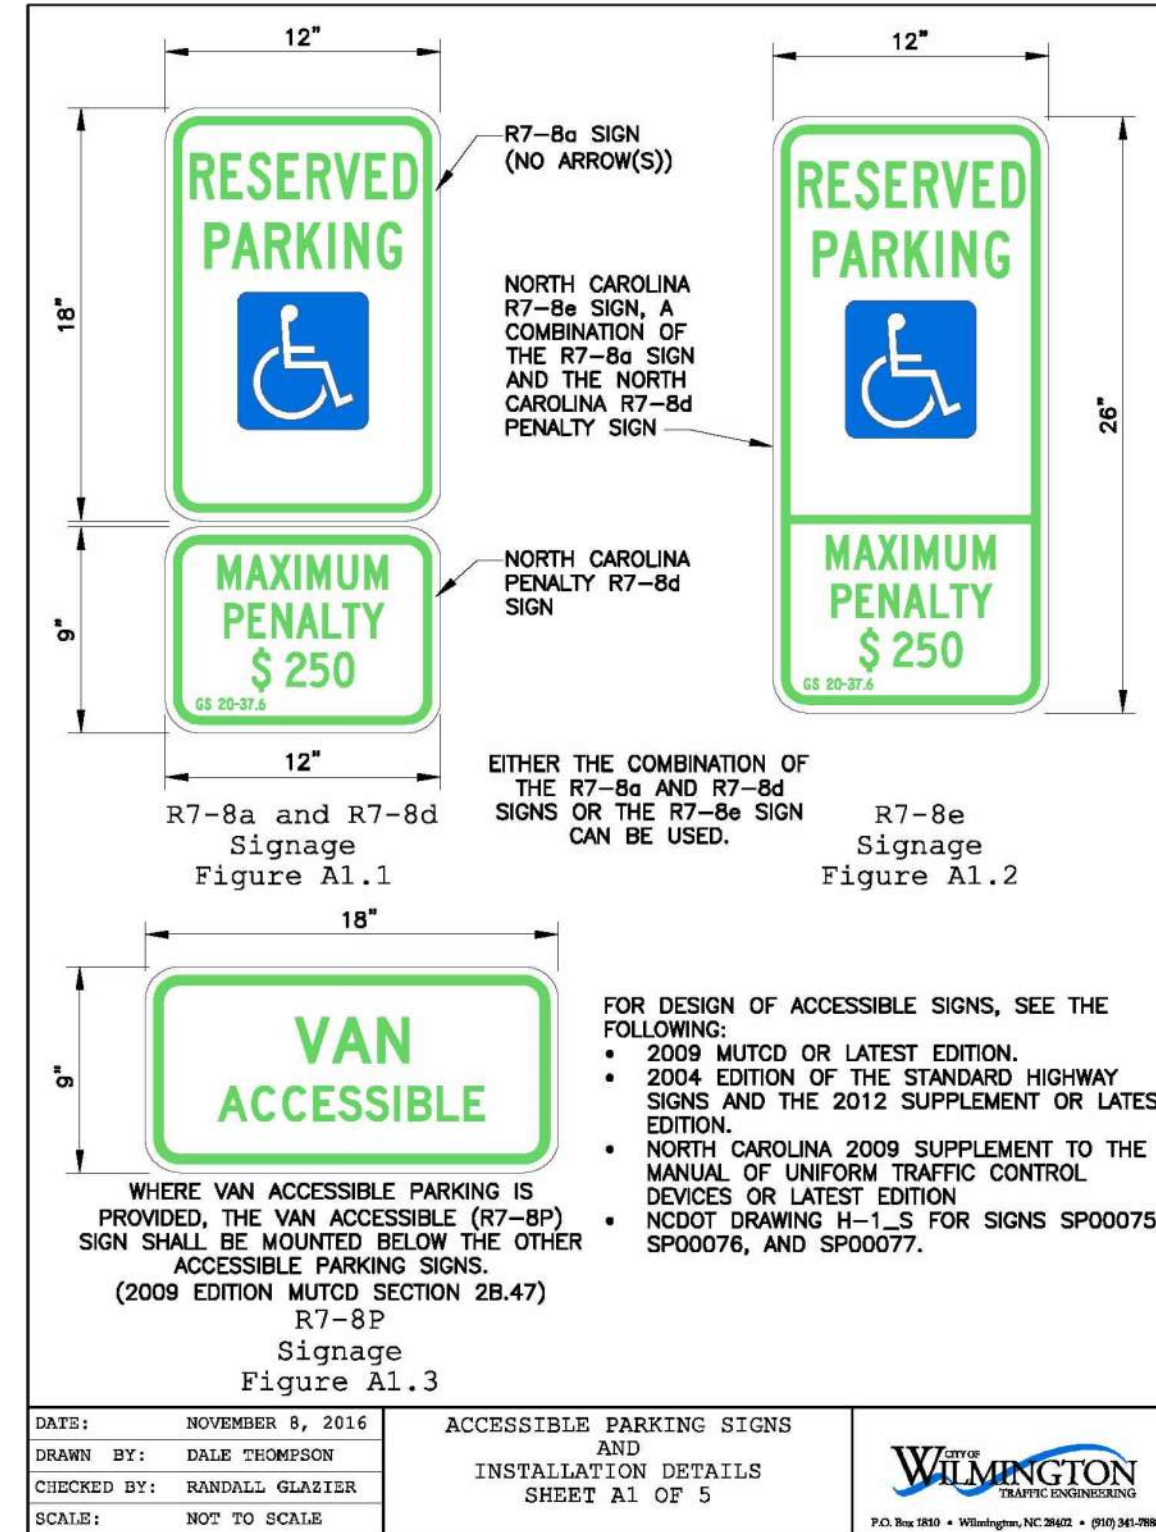 12"
RESERVED
PARKING
18"
R7-8a SIGN
(NO ARROW(S))
MAXIMUM
PENALTY
$ 250
GS 20-37.6
9"
NORTH CAROLINA
PENALTY R7-8d
SIGN
12"
R7-8a and R7-8d
Signage
Figure A1.1
NORTH CAROLINA
R7-8e SIGN, A
COMBINATION OF
THE R7-8a SIGN
AND THE NORTH
CAROLINA R7-8d
PENALTY SIGN
12"
RESERVED
PARKING
26"
MAXIMUM
PENALTY
$ 250
GS 20-37.6
EITHER THE COMBINATION OF
THE R7-8a AND R7-8d
SIGNS OR THE R7-8e SIGN
CAN BE USED.
R7-8e
Signage
Figure A1.2
18"
9"
VAN
ACCESSIBLE
WHERE VAN ACCESSIBLE PARKING IS
PROVIDED, THE VAN ACCESSIBLE (R7-8P)
SIGN SHALL BE MOUNTED BELOW THE OTHER
ACCESSIBLE PARKING SIGNS.
(2009 EDITION MUTCD SECTION 2B.47)
R7-8P
Signage
Figure A1.3
FOR DESIGN OF ACCESSIBLE SIGNS, SEE THE
FOLLOWING:
• 2009 MUTCD OR LATEST EDITION.
• 2004 EDITION OF THE STANDARD HIGHWAY
SIGNS AND THE 2012 SUPPLEMENT OR LATES
EDITION.
• NORTH CAROLINA 2009 SUPPLEMENT TO THE
MANUAL OF UNIFORM TRAFFIC CONTROL
DEVICES OR LATEST EDITION
• NCDOT DRAWING H-1_S FOR SIGNS SP00075
SP00076, AND SP00077.
DATE: NOVEMBER 8, 2016
DRAWN BY: DALE THOMPSON
CHECKED BY: RANDALL GLAZIER
SCALE: NOT TO SCALE
ACCESSIBLE PARKING SIGNS
AND
INSTALLATION DETAILS
SHEET A1 OF 5
CITY OF
WILMINGTON
TRAFFIC ENGINEERING
P.O. Box 1810 • Wilmington, NC 28402 • (910) 341-788